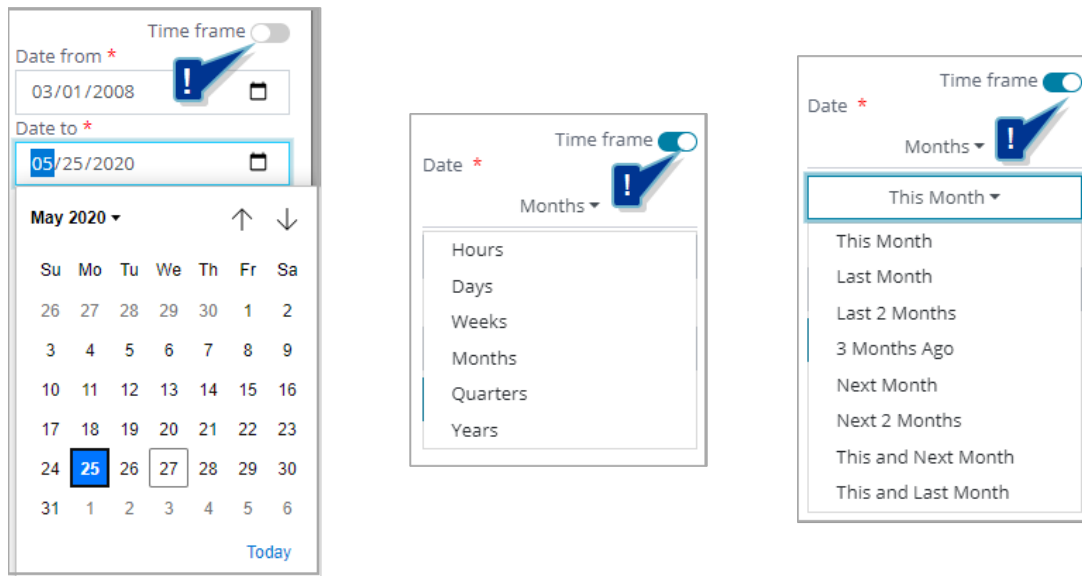 Time frame
Date from *
03/01/2008
!
Date to *
05/25/2020
May 2020
Su Mo Tu We Th Fr Sa
26 27 28 29 30 1 2
3 4 5 6 7 8 9
10 11 12 13 14 15 16
17 18 19 20 21 22 23
24 25 26 27 28 29 30
31 1 2 3 4 5 6
Today
Time frame
Date *
!
Months
Hours
Days
Weeks
Months
Quarters
Years
Time frame
Date *
!
Months
This Month
This Month
Last Month
Last 2 Months
3 Months Ago
Next Month
Next 2 Months
This and Next Month
This and Last Month